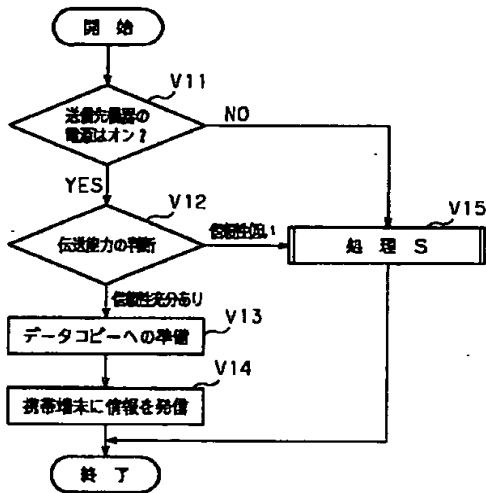 開 始
V11
送信先機器の
電源はオン？
NO
YES
V12
伝送能力の判断
信頼性低い
V15
処 理 S
信頼性充分あり
V13
データコピーへの準備
V14
携帯端末に情報を発信
終 了